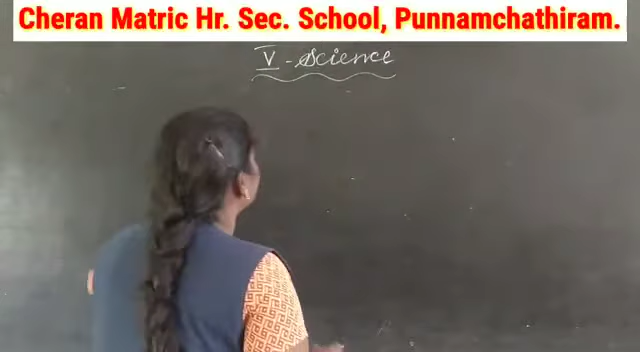 Cheran Matric Hr. Sec. School, Punnamchathiram.
V - Science